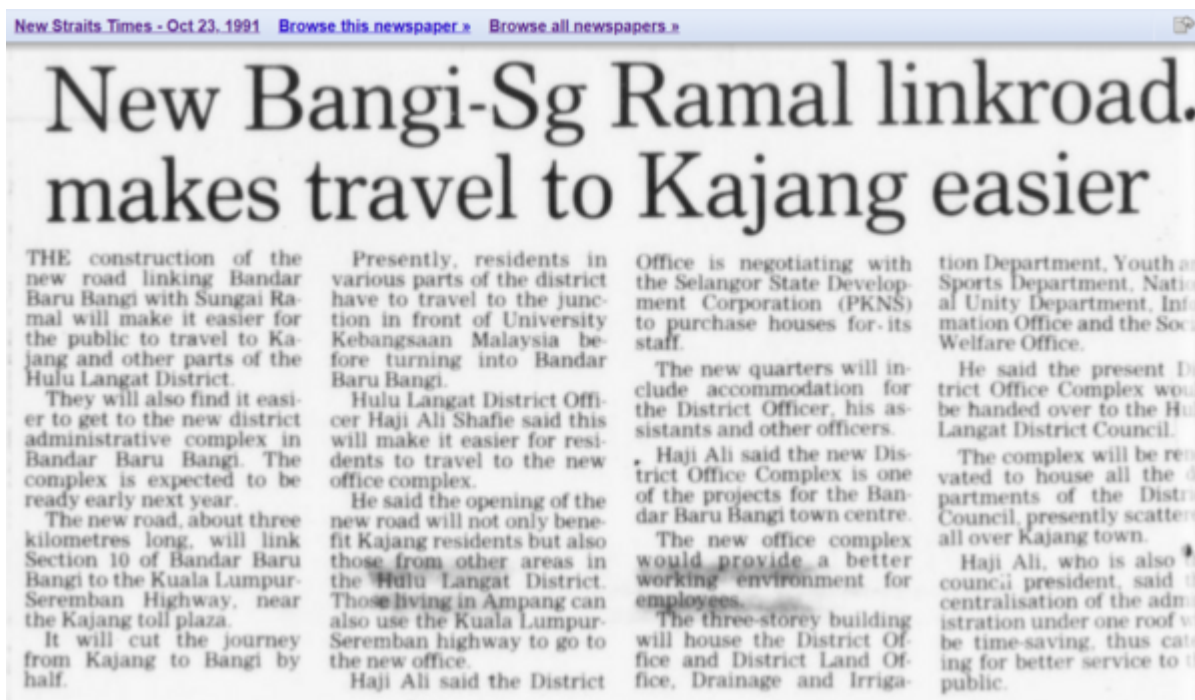 New Straits Times - Oct 23, 1991 Browse this newspaper » Browse all newspapers »
New Bangi-Sg Ramal linkroad.
makes travel to Kajang easier
THE construction of the
new road linking Bandar
Baru Bangi with Sungai Ra-
mal will make it easier for
the public to travel to Ka-
jang and other parts of the
Hulu Langat District.
They will also find it easi-
er to get to the new district
administrative complex in
Bandar Baru Bangi. The
complex is expected to be
ready early next year.
The new road, about three
kilometres long, will link
Section 10 of Bandar Baru
Bangi to the Kuala Lumpur-
Seremban Highway, near
the Kajang toll plaza.
It will cut the journey
from Kajang to Bangi by
half.
Presently, residents in
various parts of the district
have to travel to the junc-
tion in front of University
Kebangsaan Malaysia be-
fore turning into Bandar
Baru Bangi.
Hulu Langat District Offi-
cer Haji Ali Shafie said this
will make it easier for resi-
dents to travel to the new
office complex.
He said the opening of the
new road will not only bene-
fit Kajang residents but also
those from other areas in
the Hulu Langat District.
Those living in Ampang can
also use the Kuala Lumpur-
Seremban highway to go to
the new office.
Haji Ali said the District
Office is negotiating with
the Selangor State Develop-
ment Corporation (PKNS)
to purchase houses for its
staff.
The new quarters will in-
clude accommodation for
the District Officer, his as-
sistants and other officers.
Haji Ali said the new Dis-
trict Office Complex is one
of the projects for the Ban-
dar Baru Bangi town centre.
The new office complex
would provide a better
working environment for
employees.
The three-storey building
will house the District Of-
fice and District Land Of-
fice, Drainage and Irriga-
tion Department, Youth a
Sports Department, Natio
al Unity Department, Inf
mation Office and the Soc
Welfare Office.
He said the present D
trict Office Complex wou
be handed over to the Hu
Langat District Council.
The complex will be ren
vated to house all the d
partments of the Distri
Council, presently scatter
all over Kajang town.
Haji Ali, who is also
council president, said t
centralisation of the adm
istration under one roof w
be time-saving, thus cat
ing for better service to t
public.